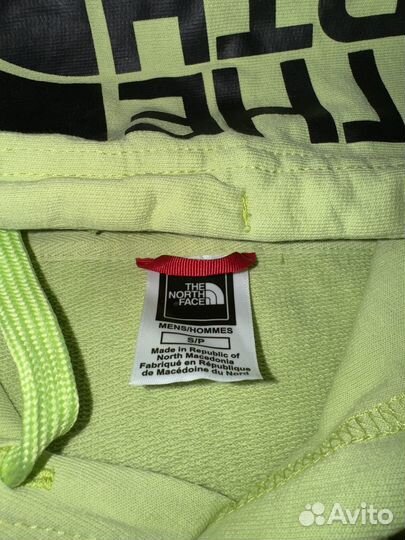 THE
NORTH
FACE
MENS/HOMMES
S/P
Made in Republic of
North Macedonia
Fabriqué en République
de Macédoine du Nord
Avito